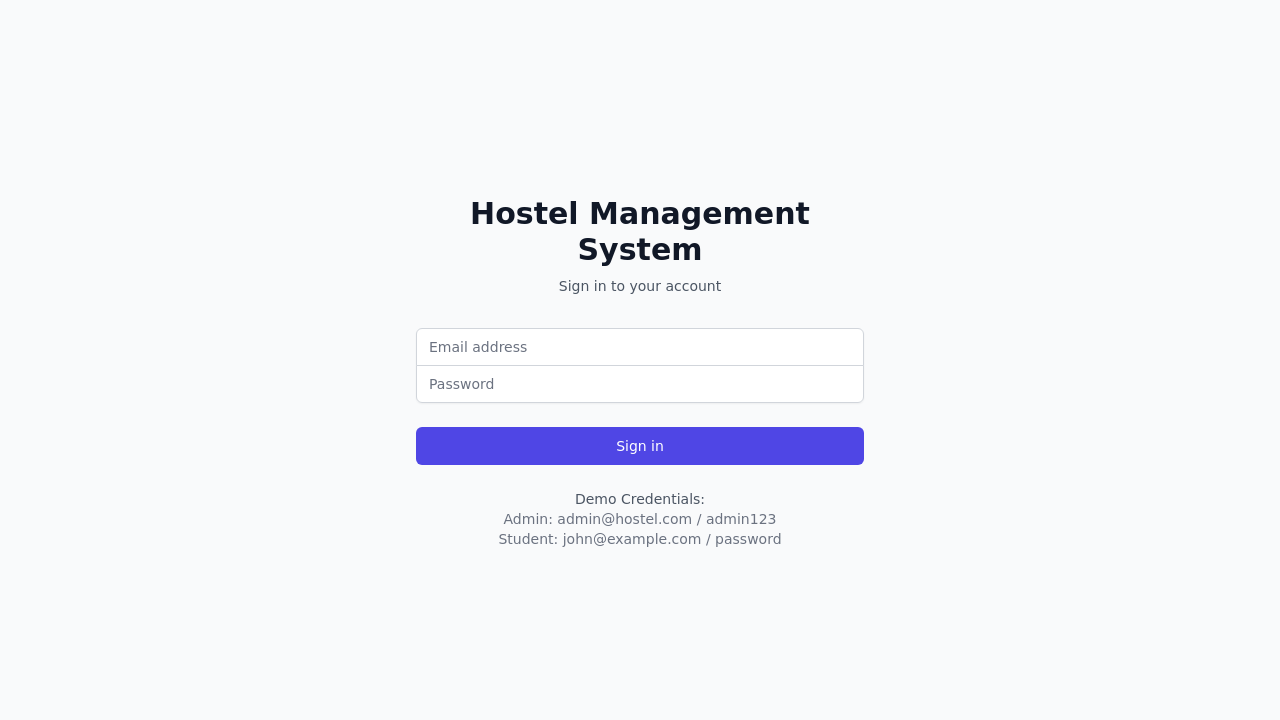 Hostel Management
System
Sign in to your account
Email address
Password
Sign in
Demo Credentials:
Admin: admin@hostel.com / admin123
Student: john@example.com / password